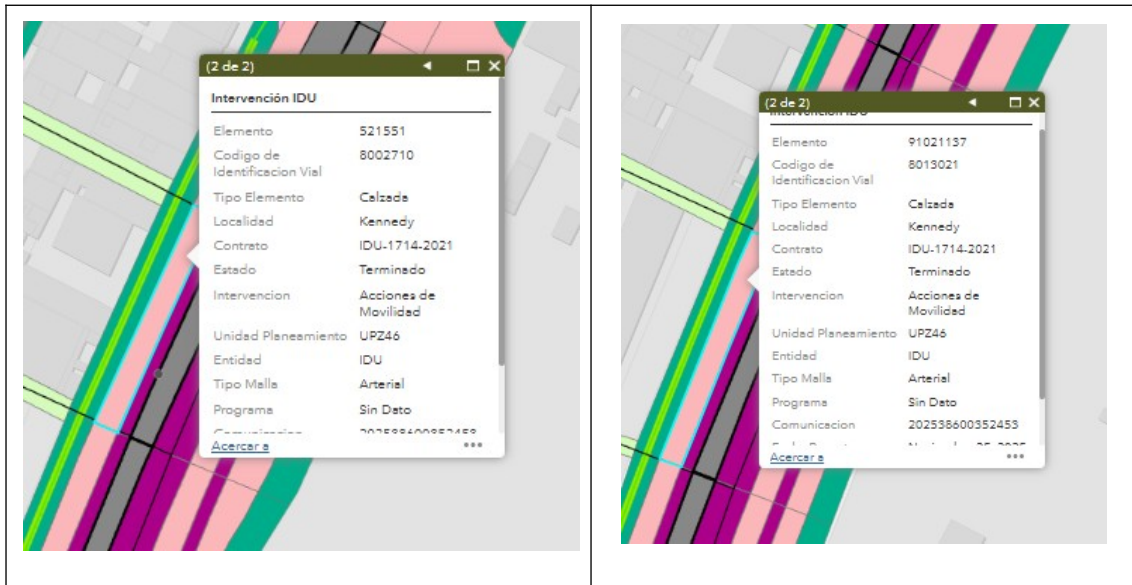 (2 de 2)
Intervención IDU
Elemento 521551
Codigo de Identificacion Vial 8002710
Tipo Elemento Calzada
Localidad Kennedy
Contrato IDU-1714-2021
Estado Terminado
Intervencion Acciones de Movilidad
Unidad Planeamiento UPZ46
Entidad IDU
Tipo Malla Arterial
Programa Sin Dato
Acercar a
(2 de 2)
Intervención IDU
Elemento 91021137
Codigo de Identificacion Vial 8013021
Tipo Elemento Calzada
Localidad Kennedy
Contrato IDU-1714-2021
Estado Terminado
Intervencion Acciones de Movilidad
Unidad Planeamiento UPZ46
Entidad IDU
Tipo Malla Arterial
Programa Sin Dato
Comunicacion 202538600352453
Acercar a